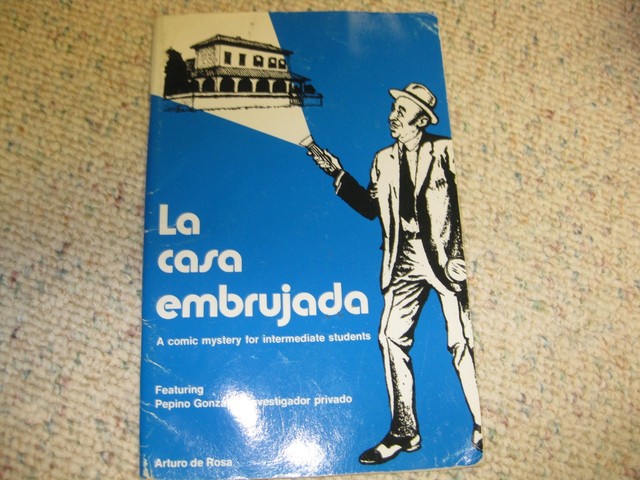 La
casa
embrujada
A comic mystery for intermediate students
Featuring
Pepino privado
Arturo de Rosa